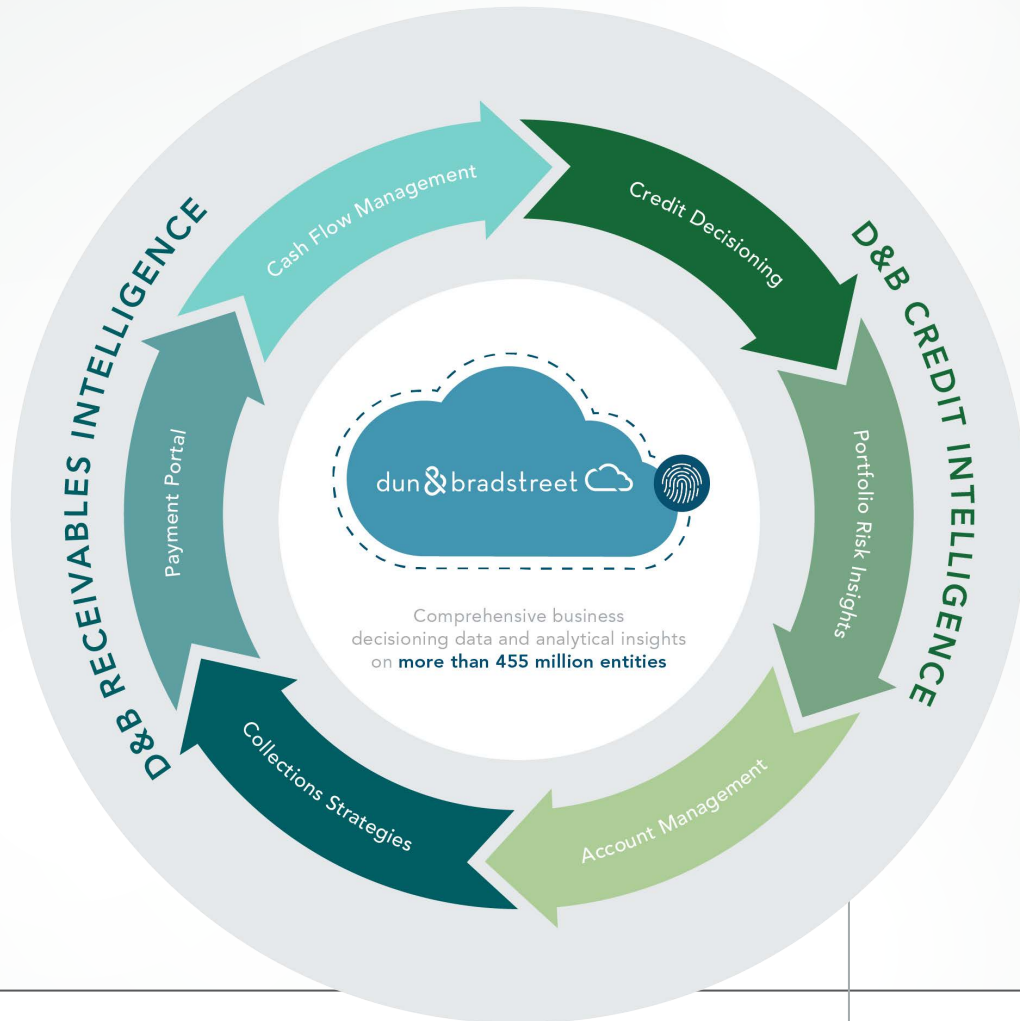 Cash Flow Management
Credit Decisioning
D&B RECEIVABLES INTELLIGENCE
D&B CREDIT INTELLIGENCE
Payment Portal
Portfolio Risk Insights
dun&bradstreet
Comprehensive business
decisioning data and analytical insights
on more than 455 million entities
Collections Strategies
Account Management